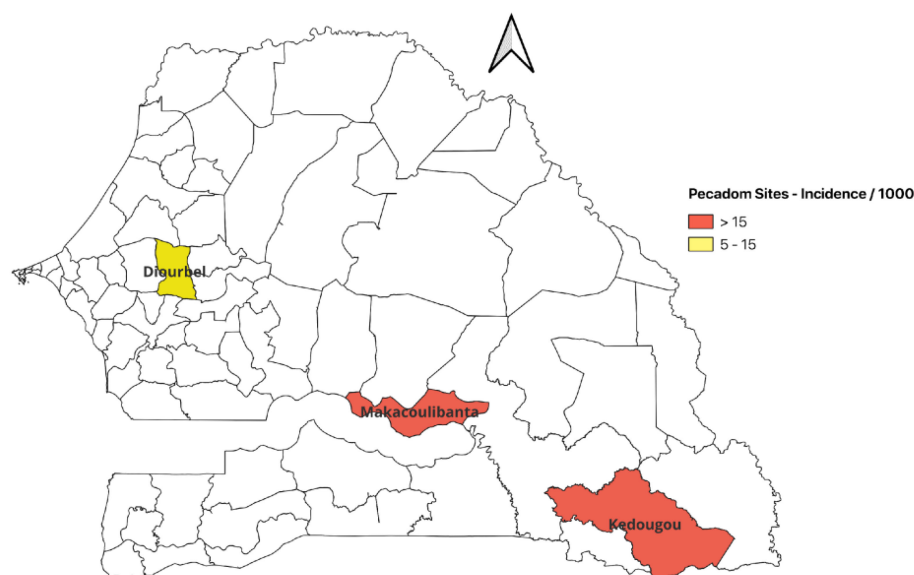 Pecadom Sites - Incidence / 1000
> 15
5 - 15
Diourbel
Makacoulibanta
Kedougou